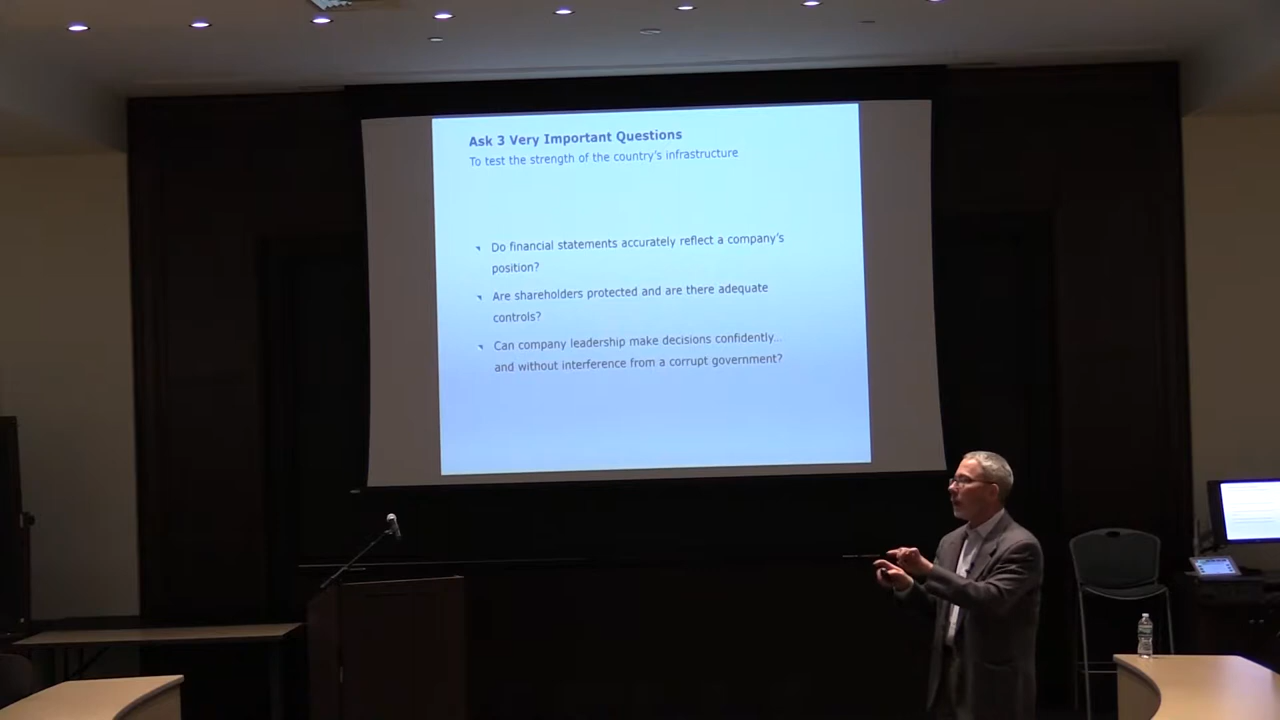 Ask 3 Very Important Questions
To test the strength of the country's infrastructure
Do financial statements accurately reflect a company's
position?
Are shareholders protected and are there adequate
controls?
Can company leadership make decisions confidently...
and without interference from a corrupt government?